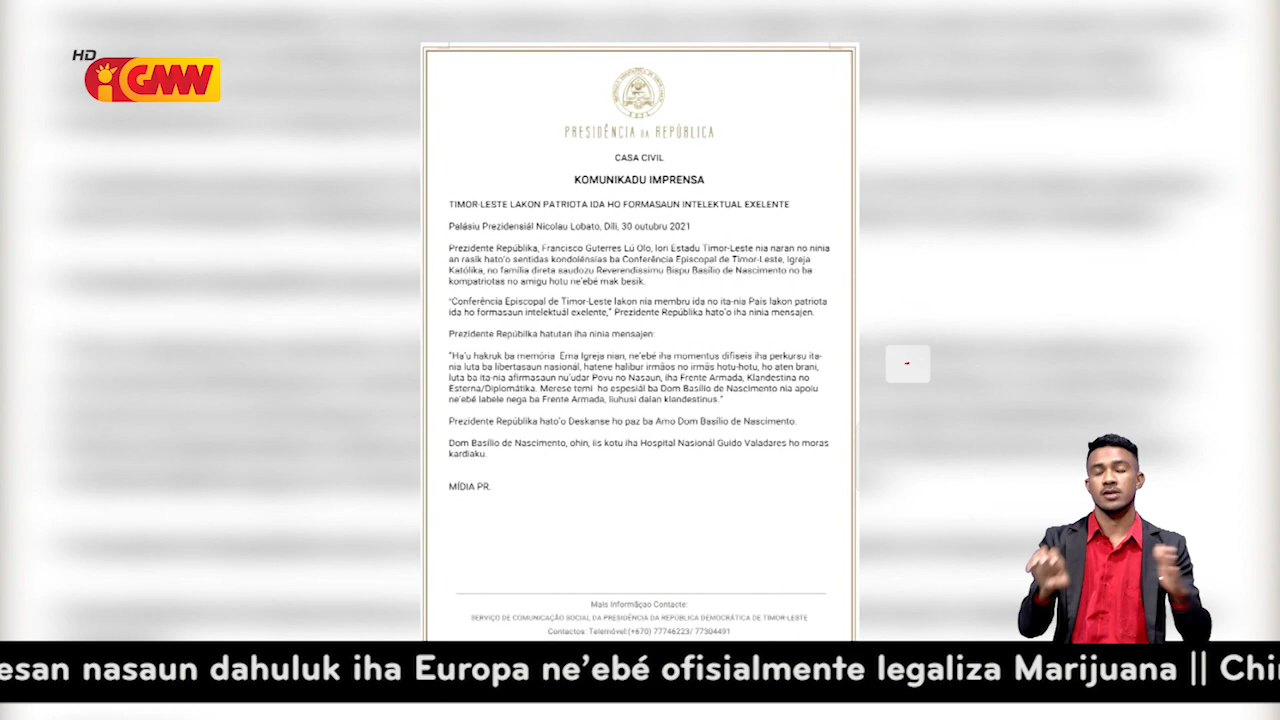 HD
GMN
PRESIDÊNCIA DA REPÚBLICA
CASA CIVIL
KOMUNIKADU IMPRENSA
TIMOR-LESTE LAKON PATRIOTA IDA HO FORMASAUN INTELEKTUAL EXELENTE
Palásiu Prezidensiál Nicolau Lobato, Díli, 30 outubru 2021
Prezidente Repúblika, Francisco Guterres Lú Olo, lori Estadu Timor-Leste nia naran no ninia
an rasik hato'o sentidas kondolénsias ba Conferência Episcopal de Timor-Leste, Igreja
Katólika, no família direta saudozu Reverendissimu Bispu Basílio de Nascimento no ba
kompatriotas no amigu hotu ne'ebé mak besik.
"Conferência Episcopal de Timor-Leste lakon nia membru ida no ita-nia País lakon patriota
ida ho formasaun intelektuál exelente," Prezidente Repúblika hato'o iha ninia mensajen.
Prezidente Repúblika hatutan iha ninia mensajen:
"Ha'u hakruk ba memória Ema Igreja nian, ne'ebé iha momentus difíseis iha perkursu ita-
nia luta ba libertasaun nasionál, hatene halibur irmãos no irmãs hotu-hotu, ho aten brani,
luta ba ita-nia afirmasaun nu'udar Povu no Nasaun, iha Frente Armada, Klandestina no
Esterna/Diplomátika. Merese temi ho espesiál ba Dom Basílio de Nascimento nia apoiu
ne'ebé labele nega ba Frente Armada, liuhusi dalan klandestinus."
Prezidente Repúblika hato'o Deskanse ho paz ba Amo Dom Basílio de Nascimento.
Dom Basílio de Nascimento, ohin, iis kotu iha Hospital Nasionál Guido Valadares ho moras
kardíaku.
MÍDIA PR.
Mais Informãçao Contacte:
SERVIÇO DE COMUNICAÇÃO SOCIAL DA PRESIDÊNCIA DA REPÚBLICA DEMOCRÁTICA DE TIMOR-LESTE
Contactos: Telemóvel:(+670) 77746223/ 77304491
esan nasaun dahuluk iha Europa ne'ebé ofisialmente legaliza Marijuana || Chi